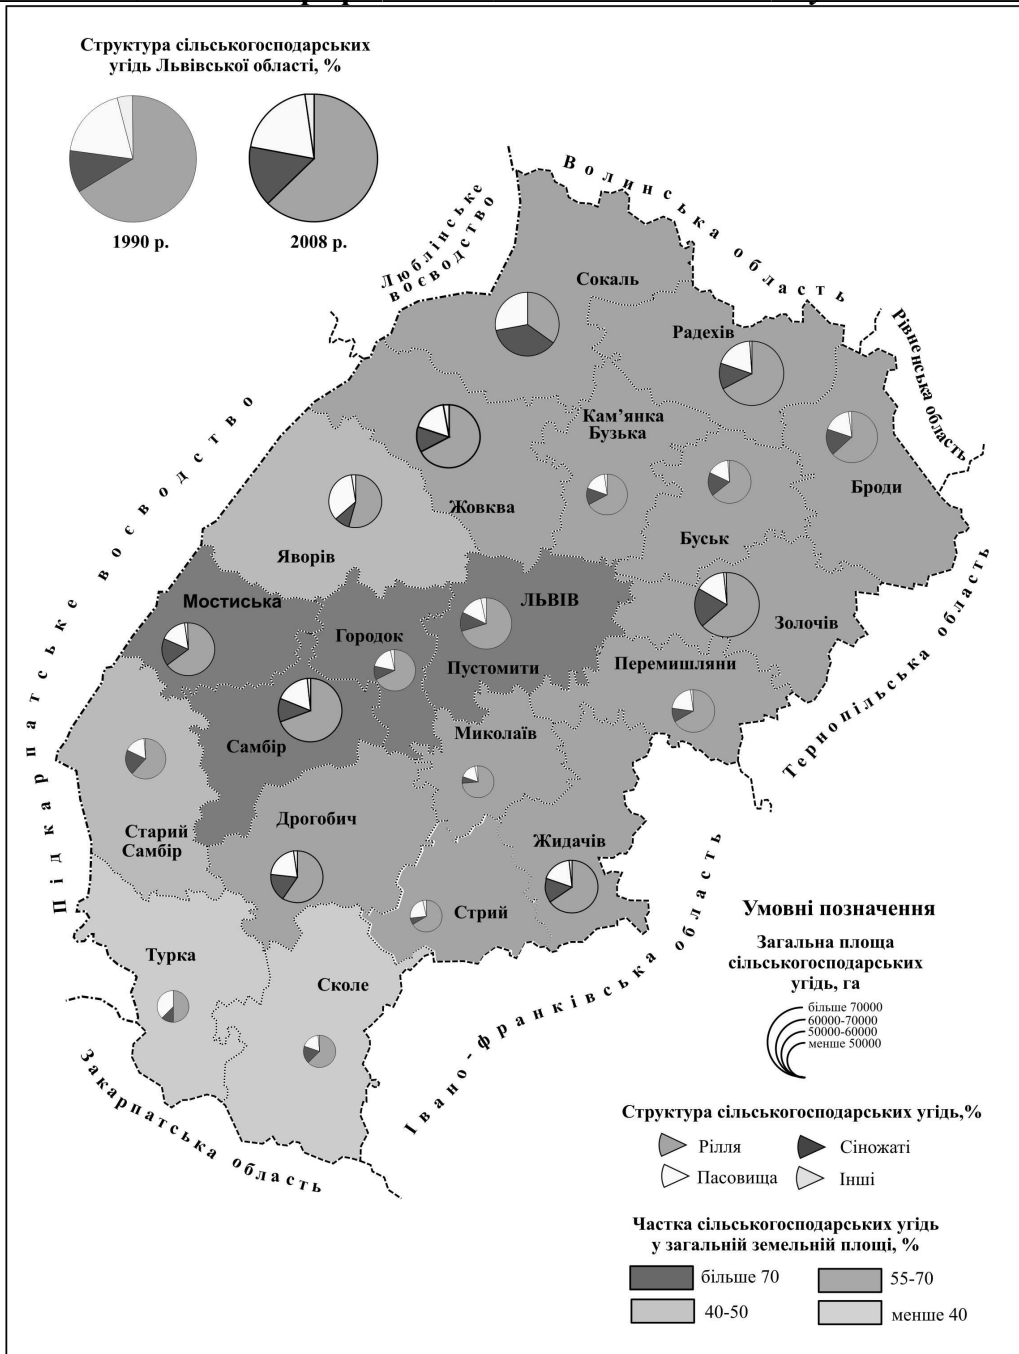 Структура сільськогосподарських
угідь Львівської області, %
1990 р.
2008 р.
Волинська область
Люблінське
воєводство
Рівненська область
Підкарпатське воєводство
Сокаль
Радехів
Кам’янка
Бузька
Броди
Жовква
Буськ
Яворів
Мостиська
ЛЬВІВ
Золочів
Городок
Пустомити
Перемишляни
Самбір
Миколаїв
Тернопільська область
Дрогобич
Старий
Самбір
Жидачів
Стрий
Турка
Сколе
Івано-франківська область
Закарпатська область
Умовні позначення
Загальна площа
сільськогосподарських
угідь, га
більше 70000
60000-70000
50000-60000
менше 50000
Структура сільськогосподарських угідь,%
Рілля
Сіножаті
Пасовища
Інші
Частка сільськогосподарських угідь
у загальній земельній площі, %
більше 70
55-70
40-50
менше 40